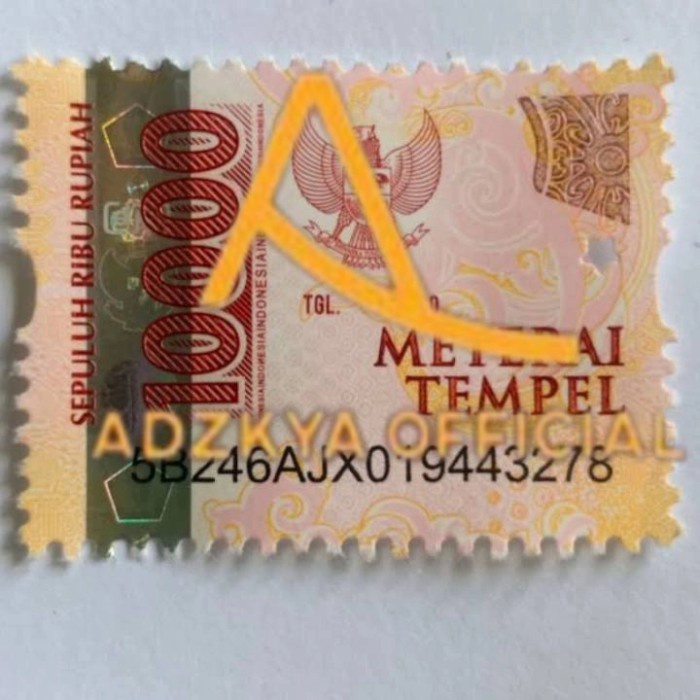 SEPULUH RIBU RUPIAH
10000
TGL.
METERAI
TEMPEL
ADZKYA OFFICIAL
5B246AJX019443278